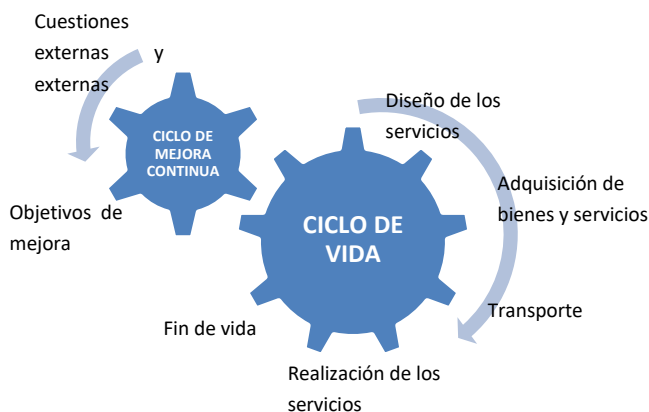 Cuestiones
externas y
externas
CICLO DE
MEJORA
CONTINUA
Objetivos de
mejora
Diseño de los
servicios
Adquisición de
bienes y servicios
CICLO DE
VIDA
Transporte
Fin de vida
Realización de los
servicios